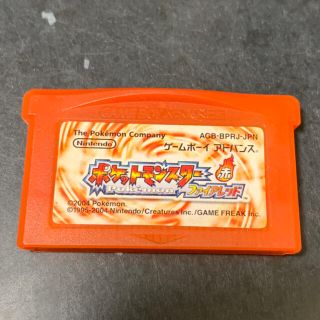 The Pokémon Company
AGB-BPRJ-JPN
Nintendo
ゲームボーイ アドバンス
ポケットモンスター
赤
Pokémon
ファイアレッド
©2004 Pokémon.
©1995-2004 Nintendo/Creatures Inc./GAME FREAK Inc.